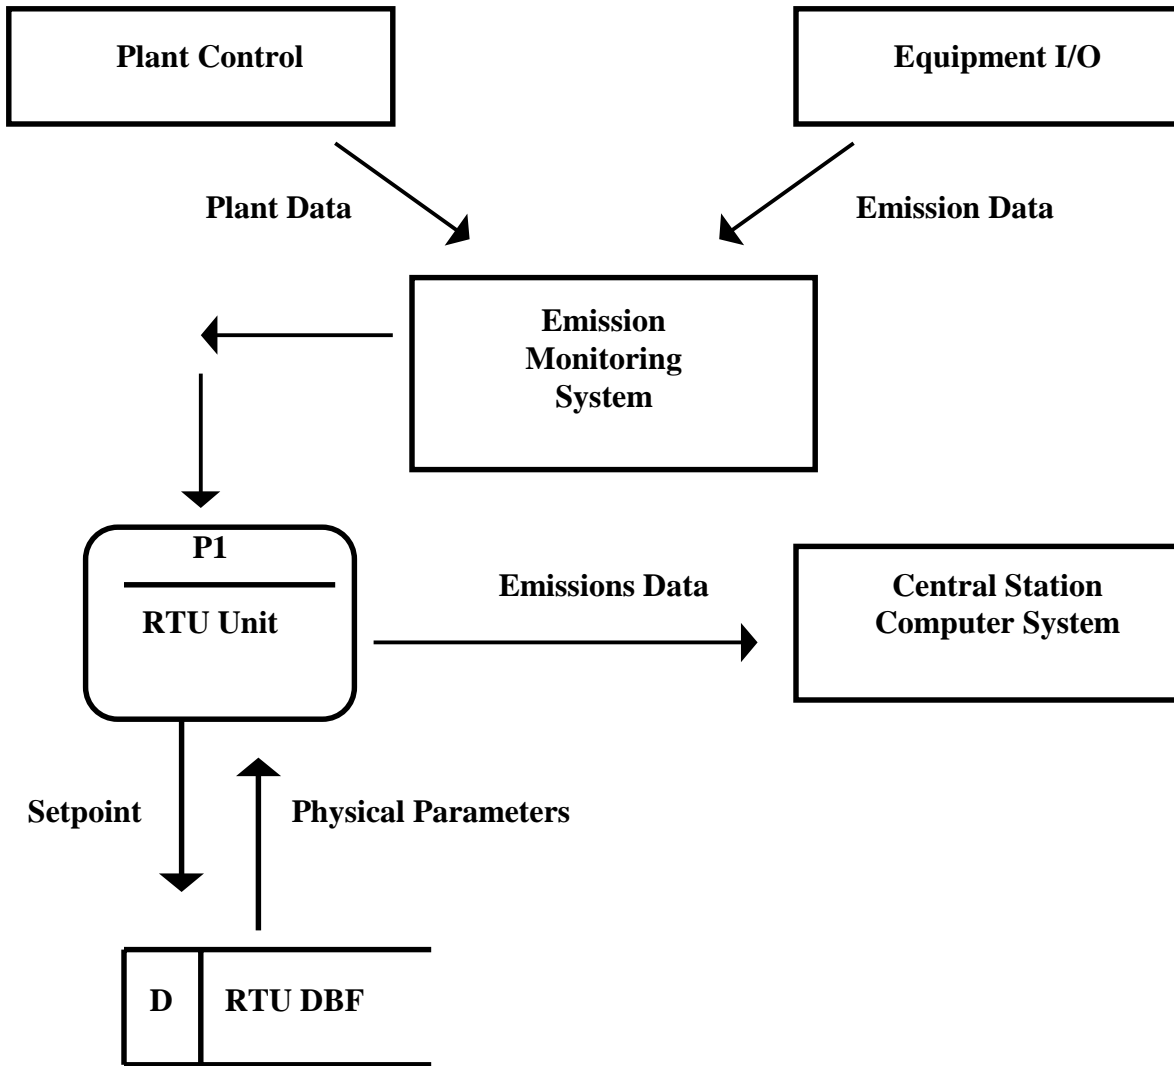 Plant Control
Equipment I/O
Plant Data
Emission Data
Emission
Monitoring
System
P1
RTU Unit
Emissions Data
Central Station
Computer System
Setpoint
Physical Parameters
D
RTU DBF